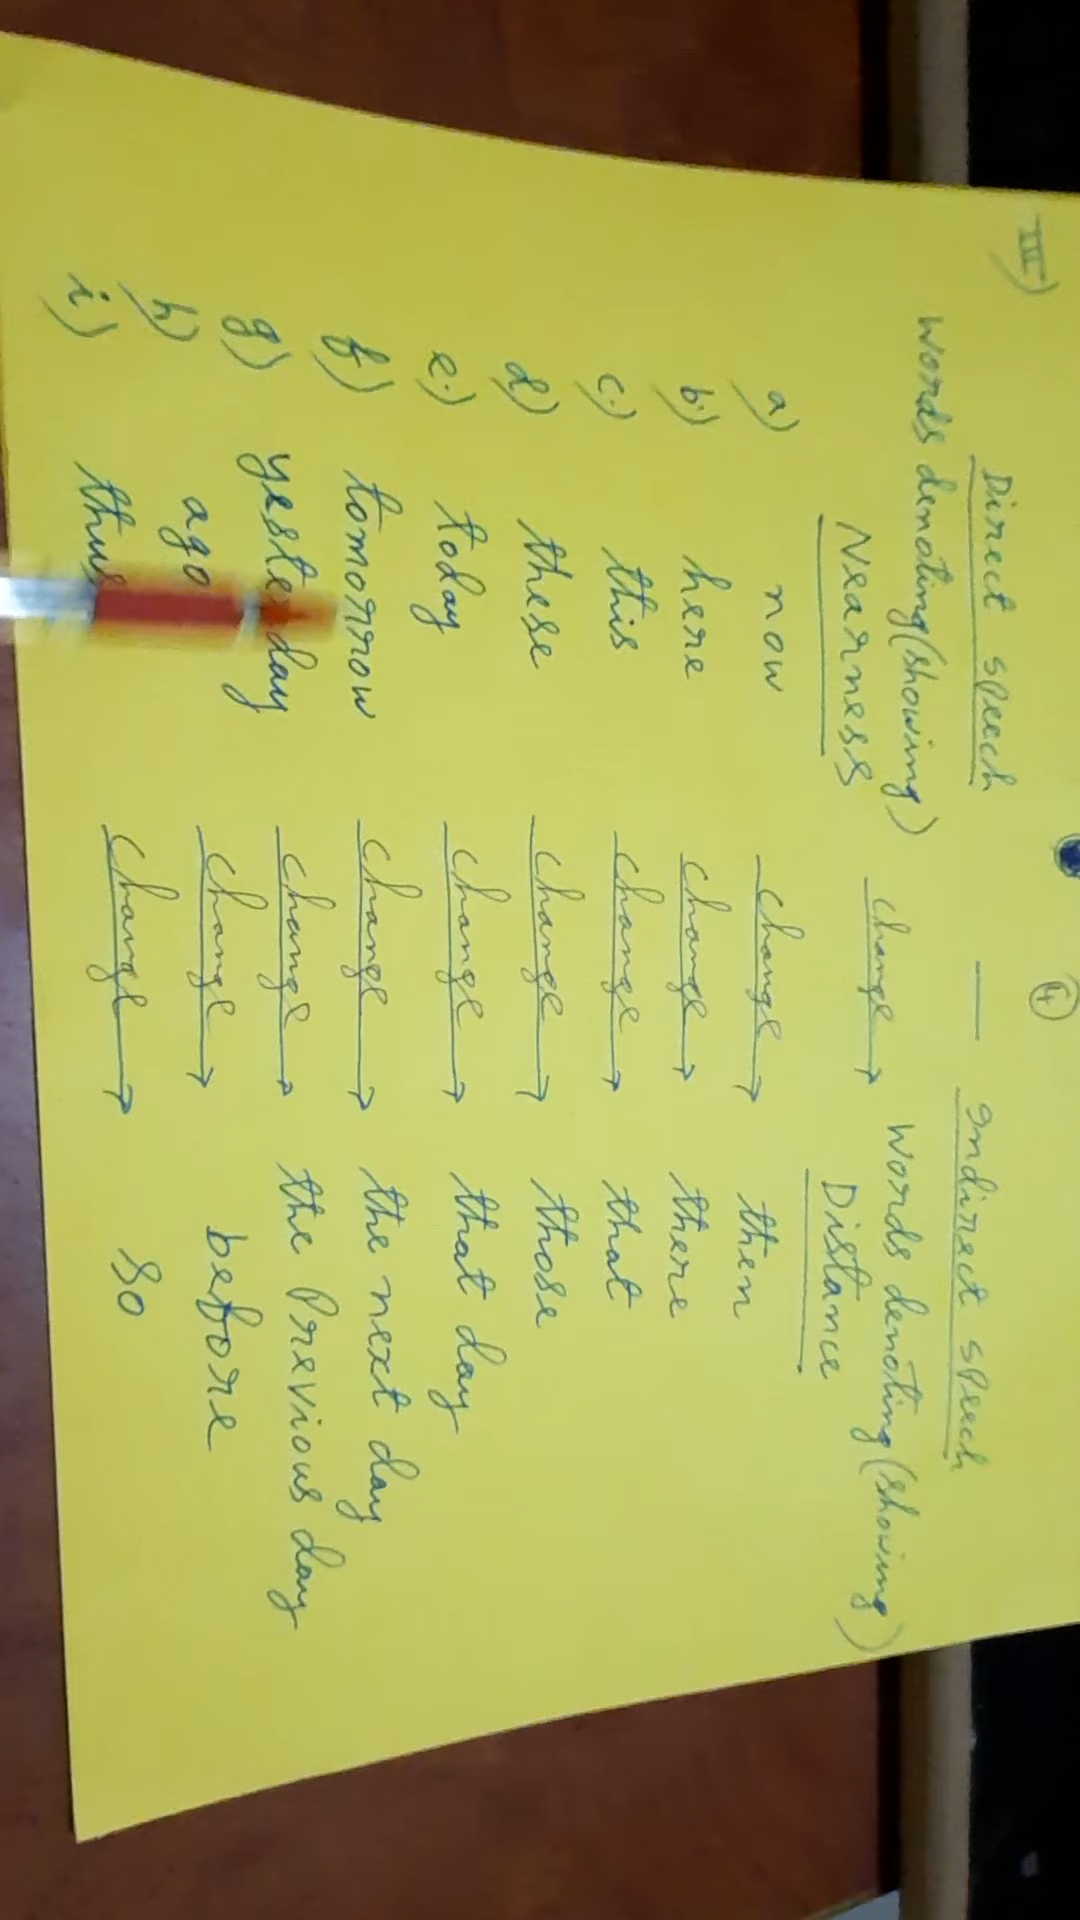 ④
III) Direct speech — Indirect speech
words denoting (showing) change→ words denoting (showing)
Nearness Distance
a) now change→ then
b.) here change→ there
c.) this change→ that
d) these change→ those
e.) today change→ that day
f) tomorrow change→ the next day
g) yesterday change→ the Previous day
h) ago change→ before
i) thus change→ so